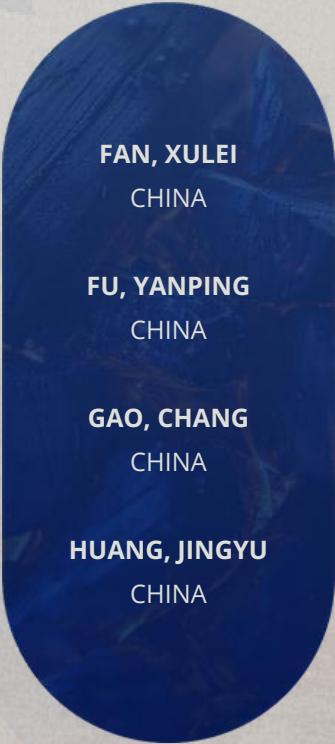 FAN, XULEI
CHINA
FU, YANPING
CHINA
GAO, CHANG
CHINA
HUANG, JINGYU
CHINA